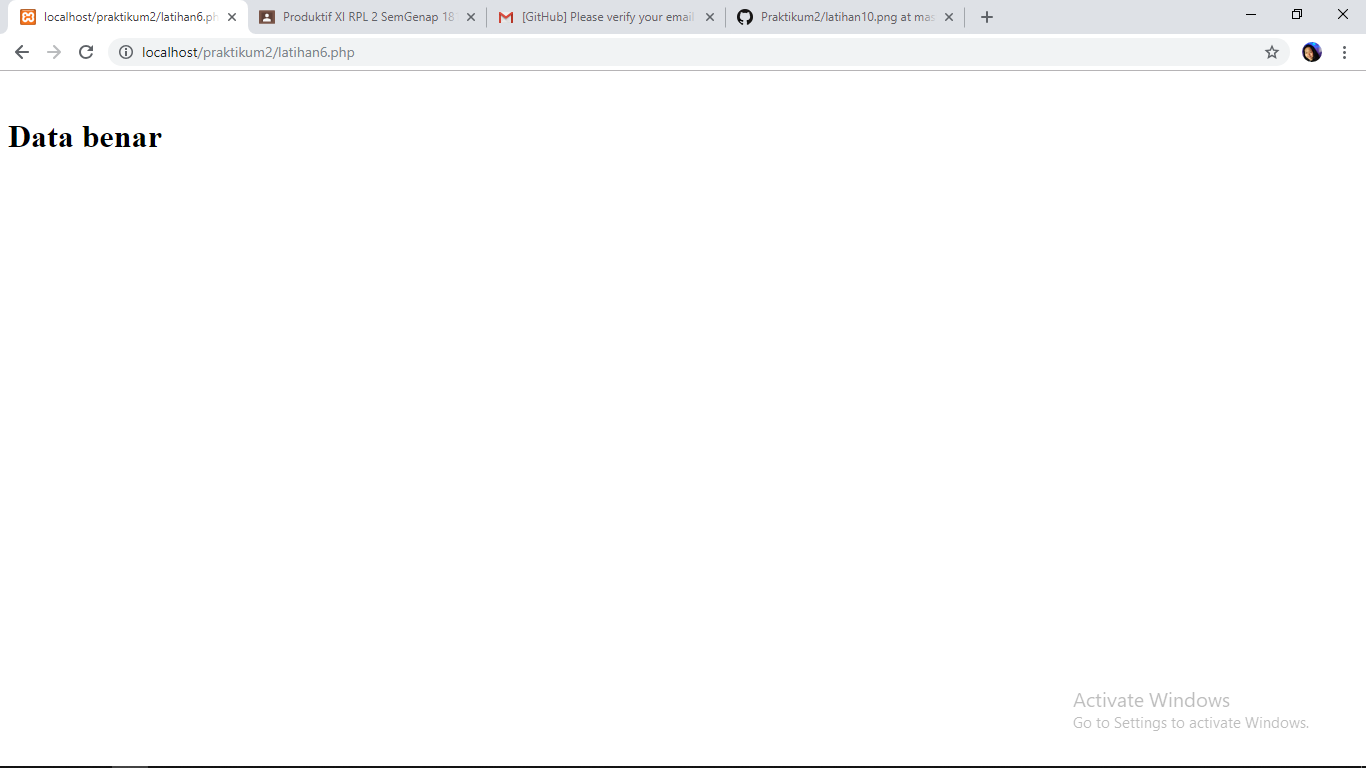 localhost/praktikum2/latihan6.ph
Produktif XI RPL 2 SemGenap 181
[GitHub] Please verify your email
Praktikum2/latihan10.png at mas
localhost/praktikum2/latihan6.php
Data benar
Activate Windows
Go to Settings to activate Windows.